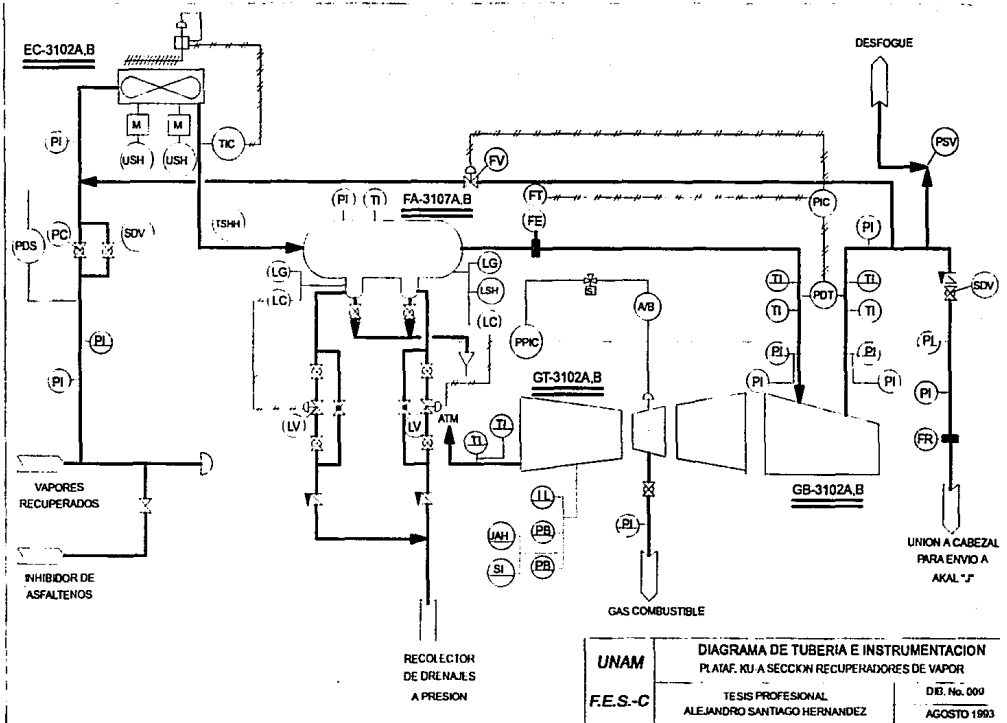 EC-3102A,B
DESFOGUE
M
M
USH
USH
TIC
PI
PSV
FV
FA-3107A,B
FT
FE
PIC
PI
TI
TSHH
PI
PDS
PC
SDV
LG
LC
LG
LSH
LC
TI
PDT
TI
TI
TI
SDV
A/B
PPIC
PI
PI
PI
PI
PI
PI
PI
PI
GT-3102A,B
LV
LV
ATM
TI
TI
FR
GB-3102A,B
VAPORES
RECUPERADOS
PI
JAH
PB
SI
PB
INHIBIDOR DE
ASFALTENOS
GAS COMBUSTIBLE
UNION A CABEZAL
PARA ENVIO A
AKAL "J"
RECOLECTOR
DE DRENAJES
A PRESION
UNAM
F.E.S.-C
DIAGRAMA DE TUBERIA E INSTRUMENTACION
PLATAF. KU-A SECCION RECUPERADORES DE VAPOR
TESIS PROFESIONAL
ALEJANDRO SANTIAGO HERNANDEZ
DIB. No. 009
AGOSTO 1993